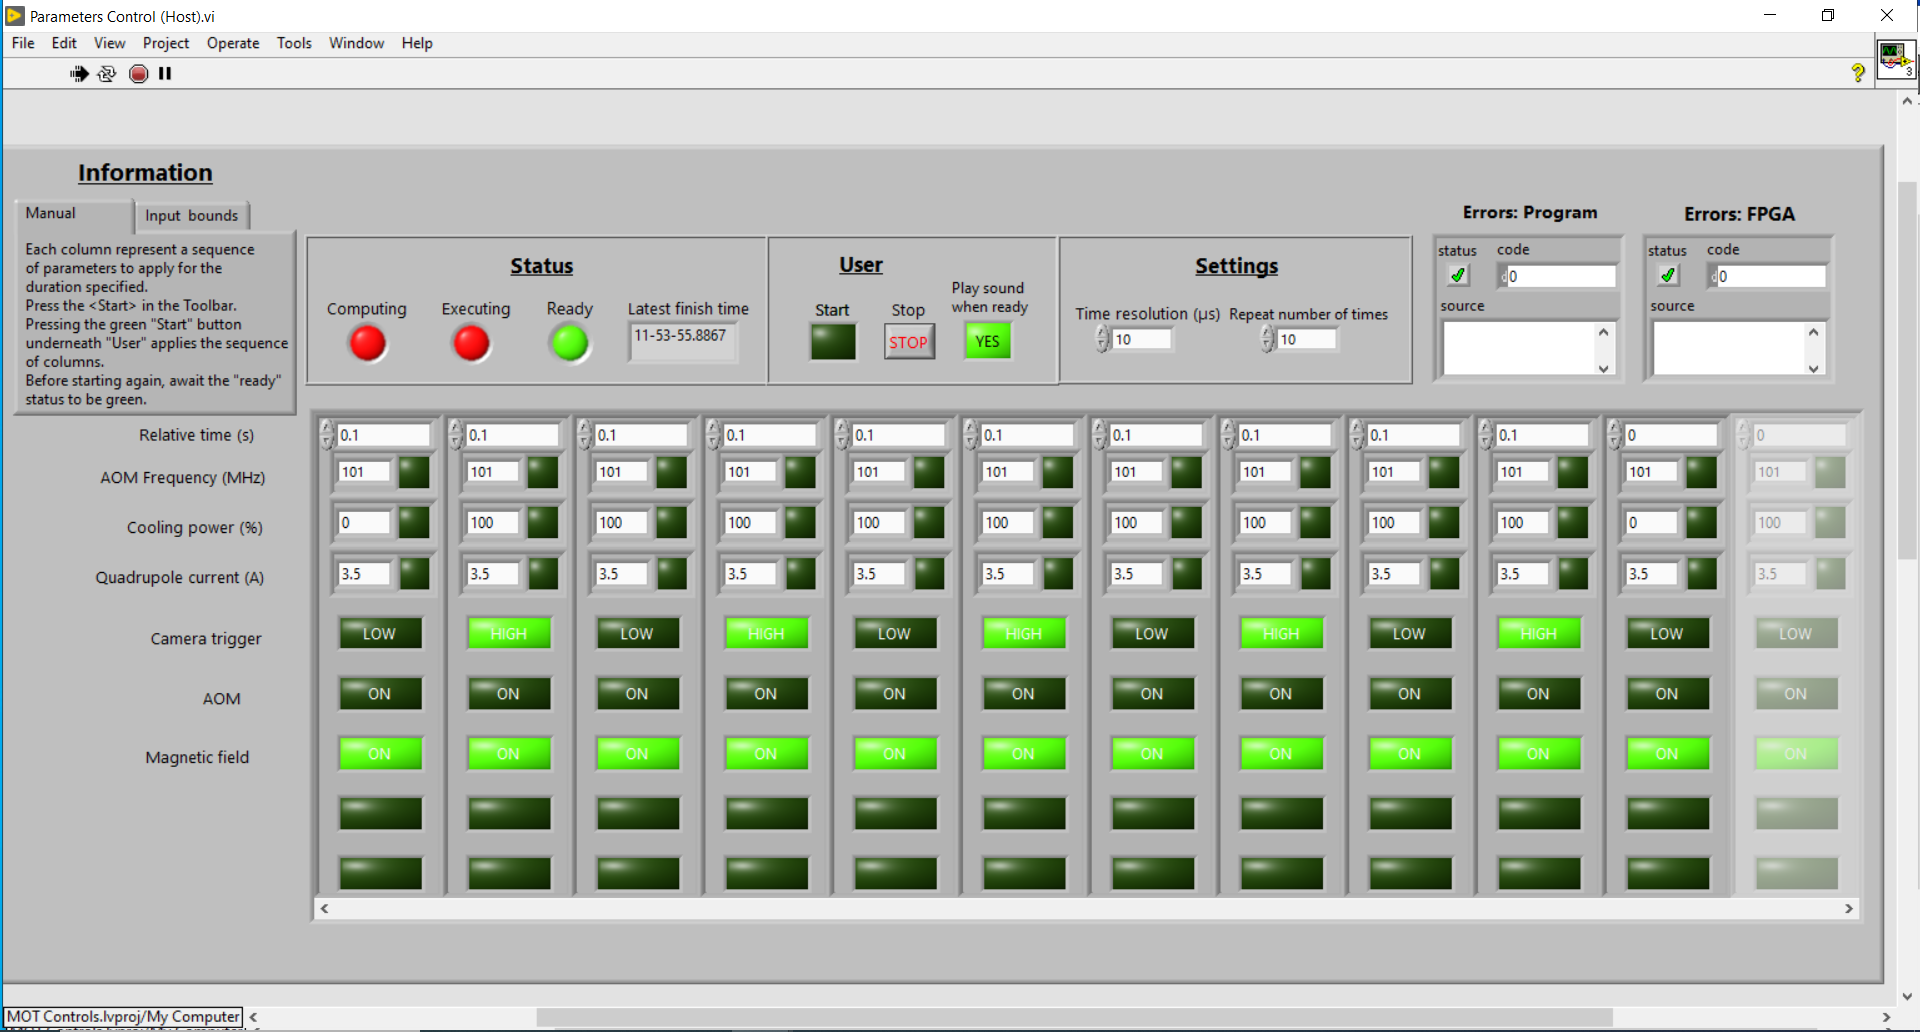 Parameters Control (Host).vi
File Edit View Project Operate Tools Window Help
?
3
Information
Manual Input bounds
Each column represent a sequence
of parameters to apply for the
duration specified.
Press the <Start> in the Toolbar.
Pressing the green "Start" button
underneath "User" applies the sequence
of columns.
Before starting again, await the "ready"
status to be green.
Status
Computing Executing Ready Latest finish time
11-53-55.8867
User
Start Stop Play sound
when ready
STOP YES
Settings
Time resolution (µs) Repeat number of times
10 10
Errors: Program
status code
d0
source
Errors: FPGA
status code
d0
source
Relative time (s) 0.1 0.1 0.1 0.1 0.1 0.1 0.1 0.1 0.1 0.1 0 0
AOM Frequency (MHz) 101 101 101 101 101 101 101 101 101 101 101 101
Cooling power (%) 0 100 100 100 100 100 100 100 100 100 0 100
Quadrupole current (A) 3.5 3.5 3.5 3.5 3.5 3.5 3.5 3.5 3.5 3.5 3.5 3.5
Camera trigger LOW HIGH LOW HIGH LOW HIGH LOW HIGH LOW HIGH LOW LOW
AOM ON ON ON ON ON ON ON ON ON ON ON ON
Magnetic field ON ON ON ON ON ON ON ON ON ON ON ON
MOT Controls.lvproj/My Computer